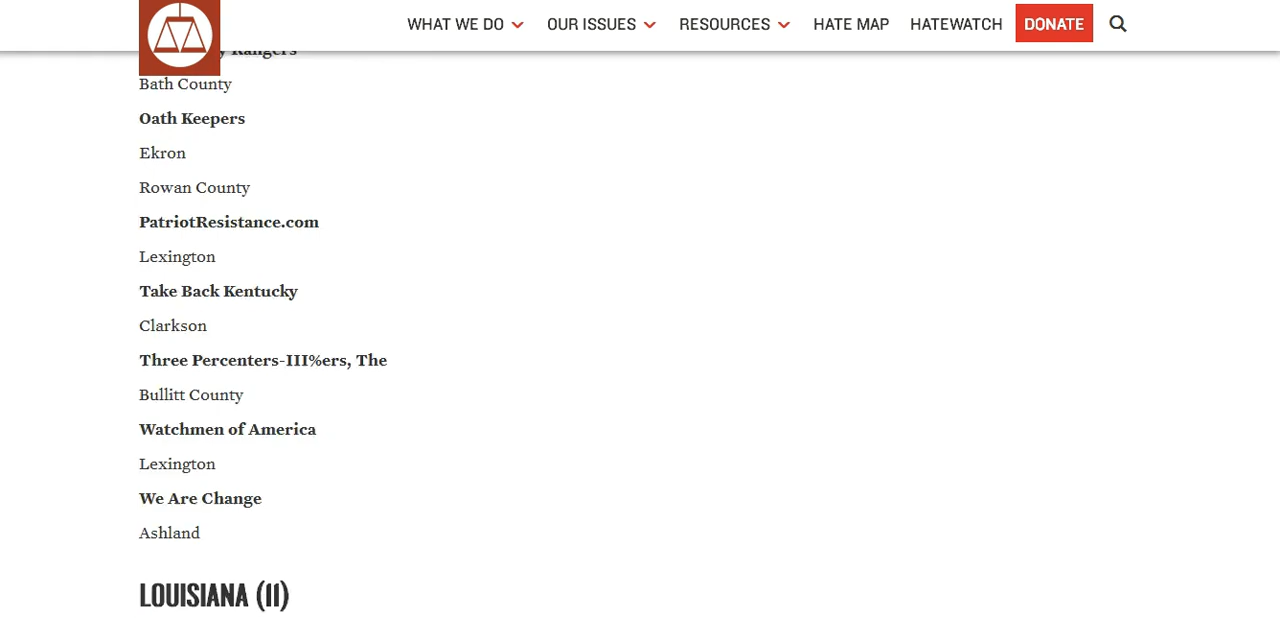 WHAT WE DO OUR ISSUES RESOURCES HATE MAP HATEWATCH DONATE
Rangers
Bath County
Oath Keepers
Ekron
Rowan County
PatriotResistance.com
Lexington
Take Back Kentucky
Clarkson
Three Percenters-III%ers, The
Bullitt County
Watchmen of America
Lexington
We Are Change
Ashland
LOUISIANA (11)